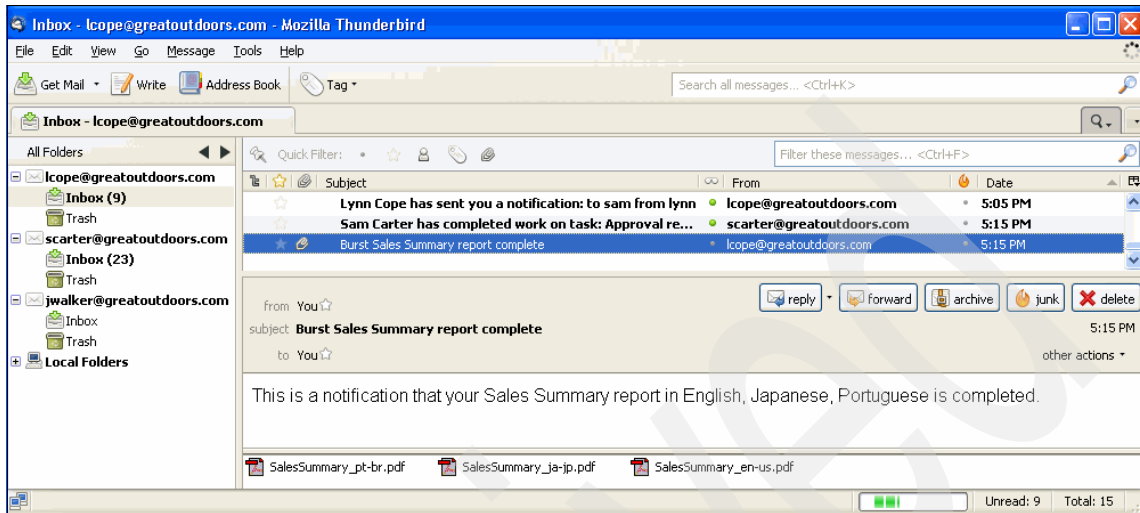 Inbox - lcope@greatoutdoors.com - Mozilla Thunderbird
File Edit View Go Message Tools Help
Get Mail Write Address Book Tag Search all messages... <Ctrl+K>
Inbox - lcope@greatoutdoors.com
All Folders
lcope@greatoutdoors.com
Inbox (9)
Trash
scarter@greatoutdoors.com
Inbox (23)
Trash
jwalker@greatoutdoors.com
Inbox
Trash
Local Folders
Quick Filter: Filter these messages... <Ctrl+F>
Subject From Date
Lynn Cope has sent you a notification: to sam from lynn lcope@greatoutdoors.com 5:05 PM
Sam Carter has completed work on task: Approval re... scarter@greatoutdoors.com 5:15 PM
Burst Sales Summary report complete lcope@greatoutdoors.com 5:15 PM
from You reply forward archive junk delete
subject Burst Sales Summary report complete 5:15 PM
to You other actions
This is a notification that your Sales Summary report in English, Japanese, Portuguese is completed.
SalesSummary_pt-br.pdf SalesSummary_ja-jp.pdf SalesSummary_en-us.pdf
Unread: 9 Total: 15